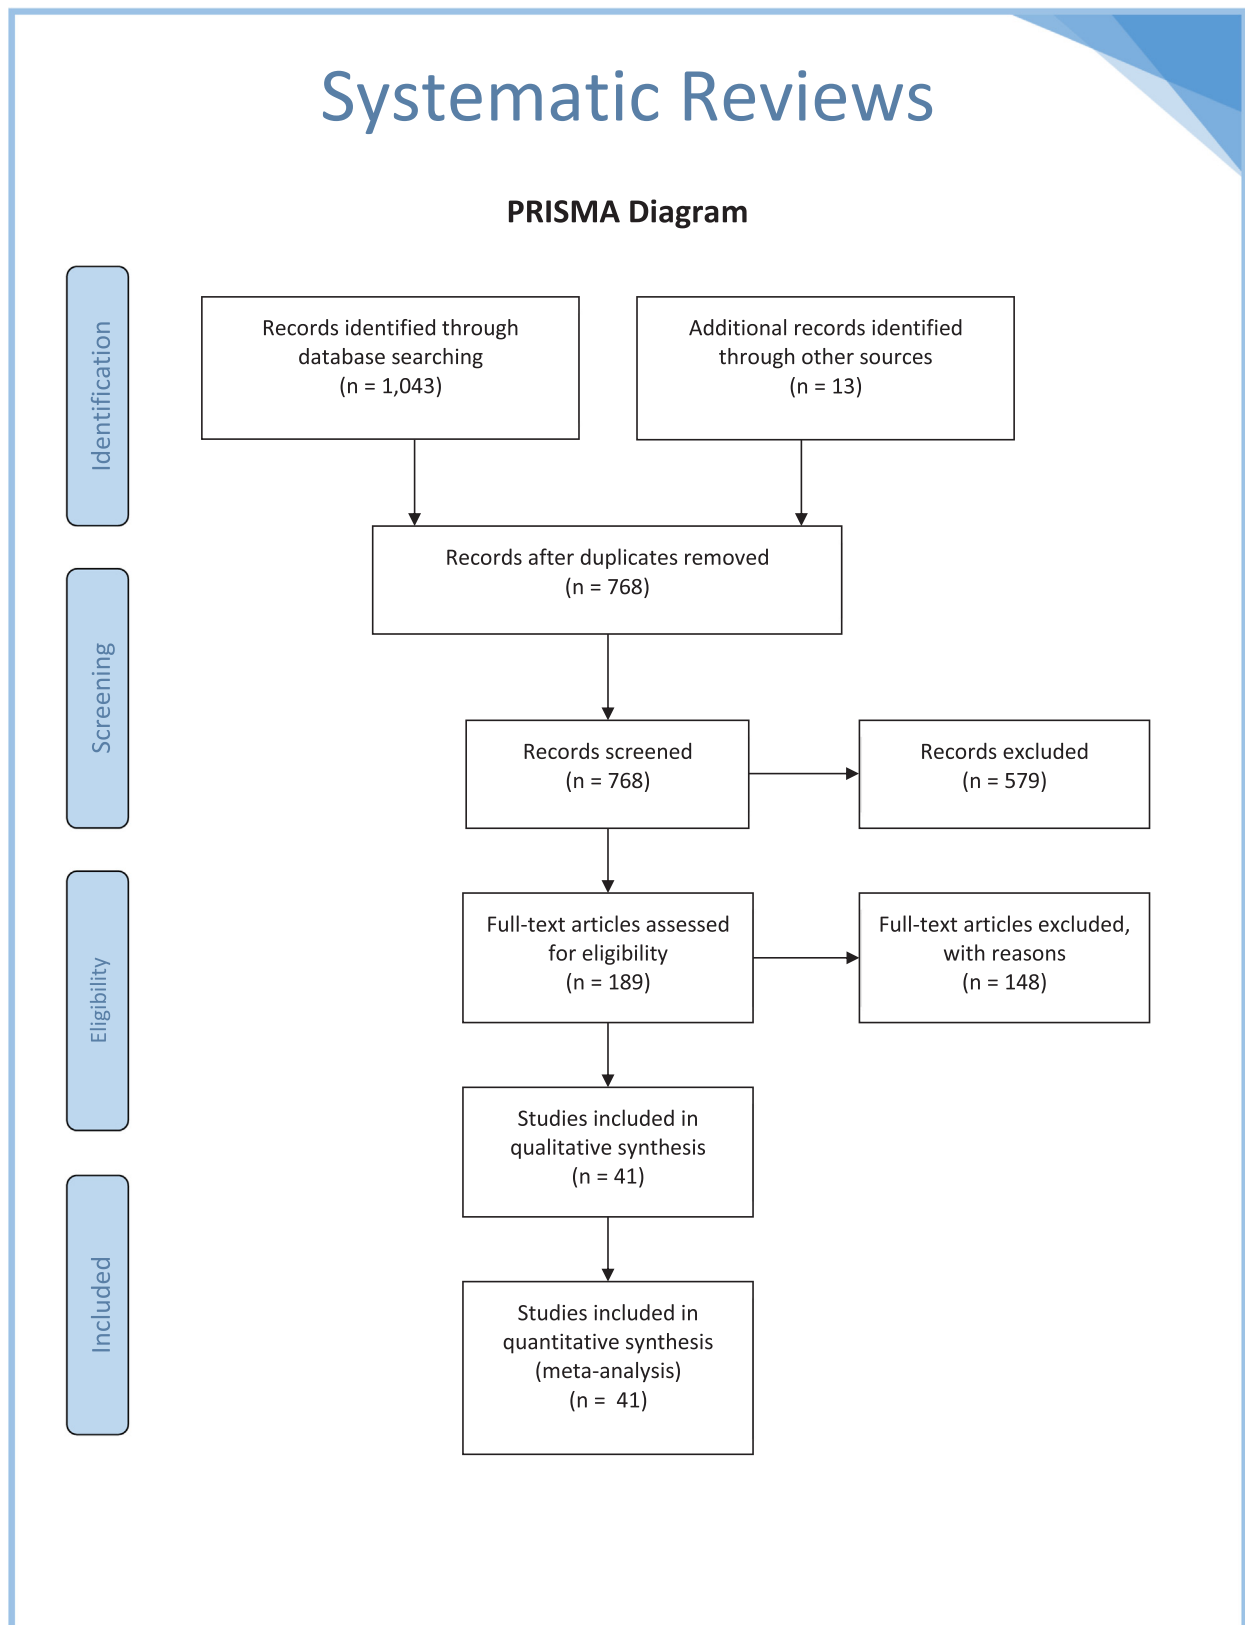 Systematic Reviews
PRISMA Diagram
Identification
Records identified through
database searching
(n = 1,043)
Additional records identified
through other sources
(n = 13)
Records after duplicates removed
(n = 768)
Screening
Records screened
(n = 768)
Records excluded
(n = 579)
Eligibility
Full-text articles assessed
for eligibility
(n = 189)
Full-text articles excluded,
with reasons
(n = 148)
Studies included in
qualitative synthesis
(n = 41)
Included
Studies included in
quantitative synthesis
(meta-analysis)
(n =  41)